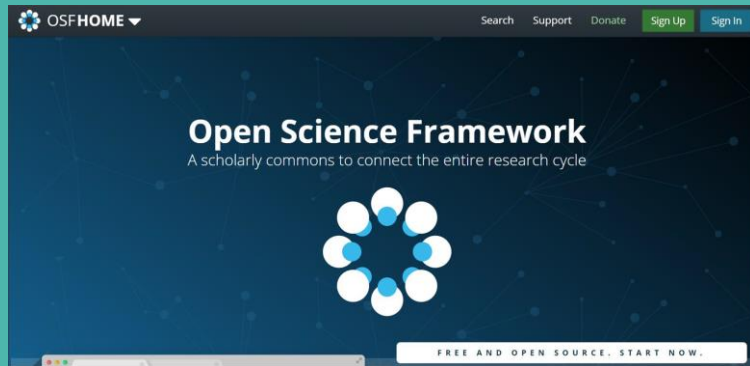 OSFHOME
Search Support Donate Sign Up Sign In
Open Science Framework
A scholarly commons to connect the entire research cycle
FREE AND OPEN SOURCE. START NOW.